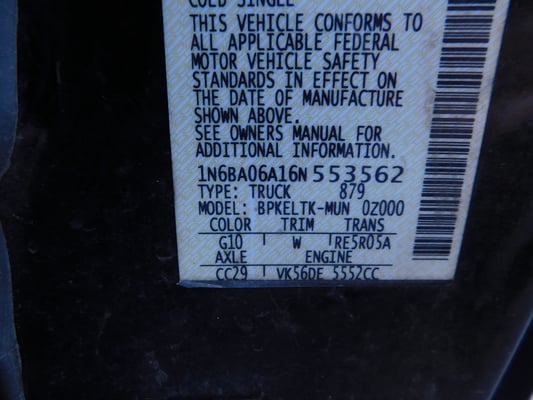 COLD SINGLE
THIS VEHICLE CONFORMS TO
ALL APPLICABLE FEDERAL
MOTOR VEHICLE SAFETY
STANDARDS IN EFFECT ON
THE DATE OF MANUFACTURE
SHOWN ABOVE.
SEE OWNERS MANUAL FOR
ADDITIONAL INFORMATION.
1N6BA06A16N553562
TYPE: TRUCK 879
MODEL: BPKELTK-MUN 0Z000
COLOR TRIM TRANS
G10 W RE5R05A
AXLE ENGINE
CC29 VK56DE 5552CC